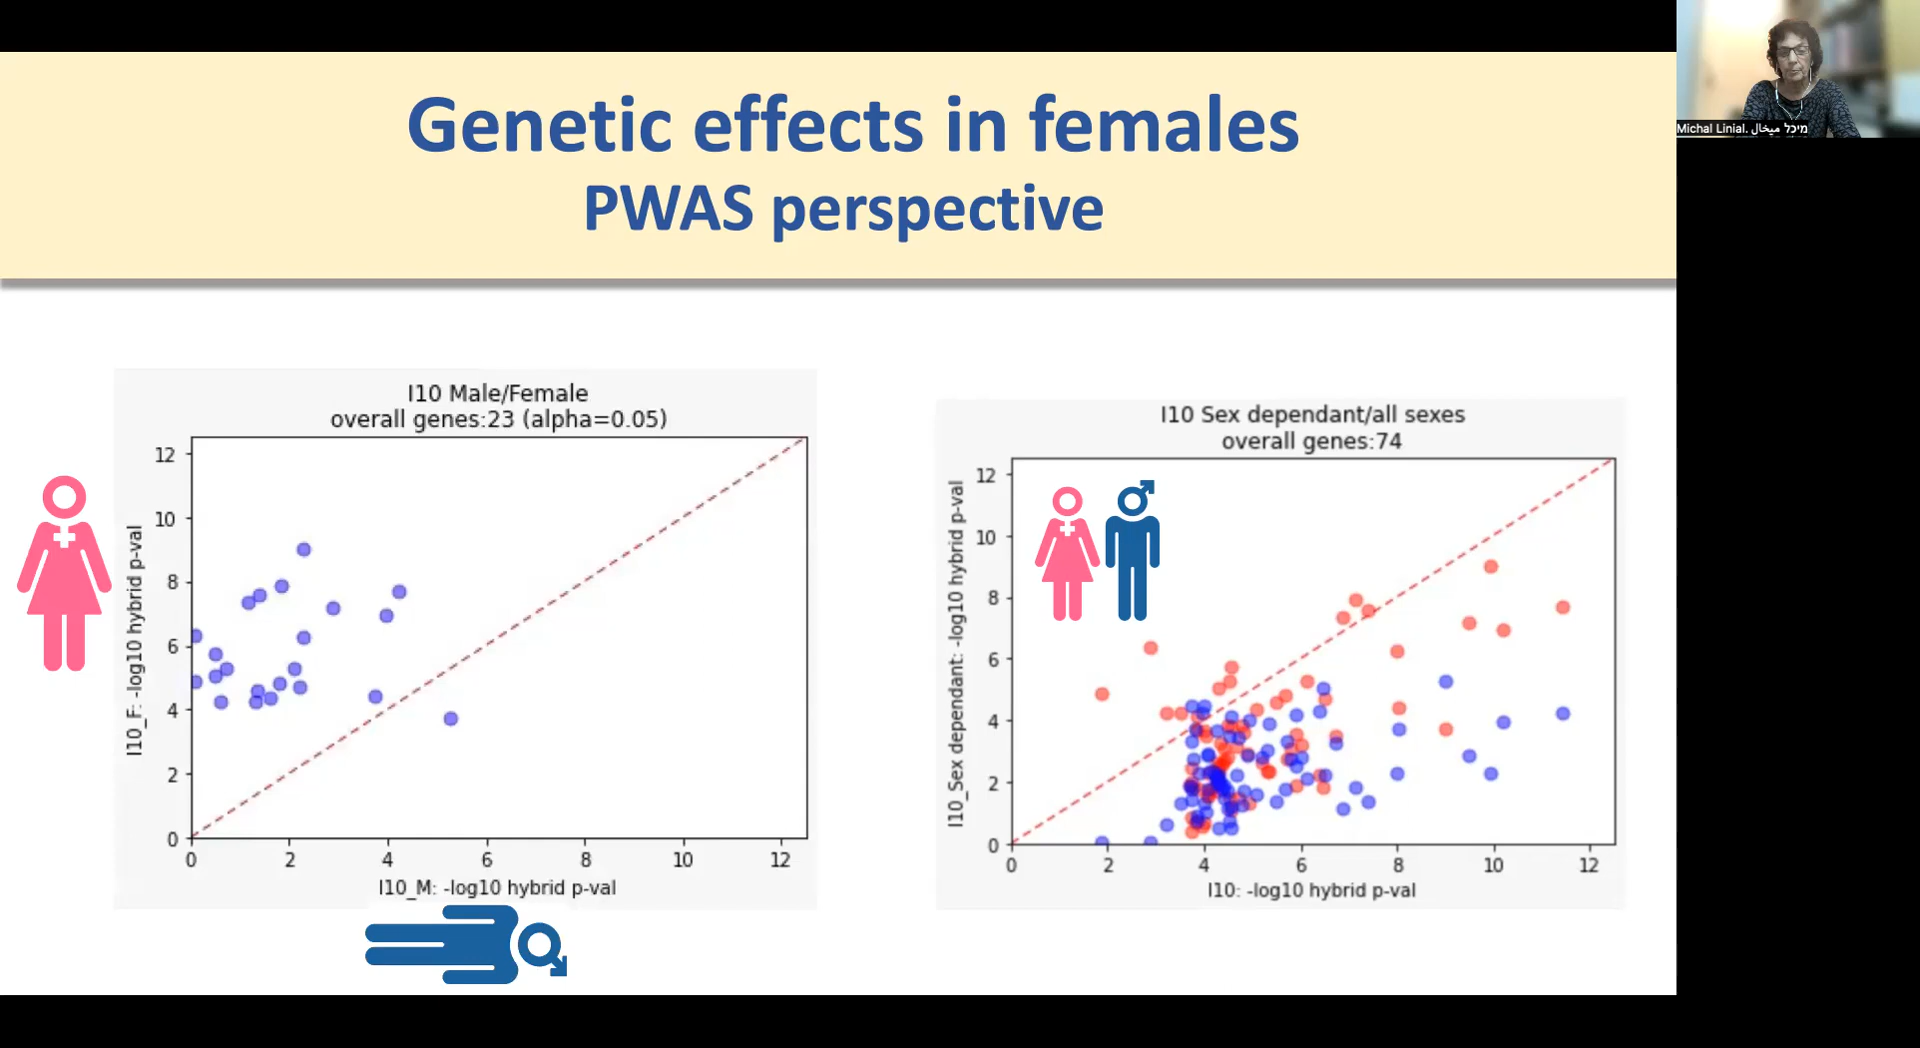 Genetic effects in females
PWAS perspective
Michal Linial. מיכל ميخال
I10 Male/Female
overall genes:23 (alpha=0.05)
I10_F: -log10 hybrid p-val
12
10
8
6
4
2
0
0 2 4 6 8 10 12
I10_M: -log10 hybrid p-val
I10 Sex dependant/all sexes
overall genes:74
I10_Sex dependant: -log10 hybrid p-val
12
10
8
6
4
2
0
0 2 4 6 8 10 12
I10: -log10 hybrid p-val